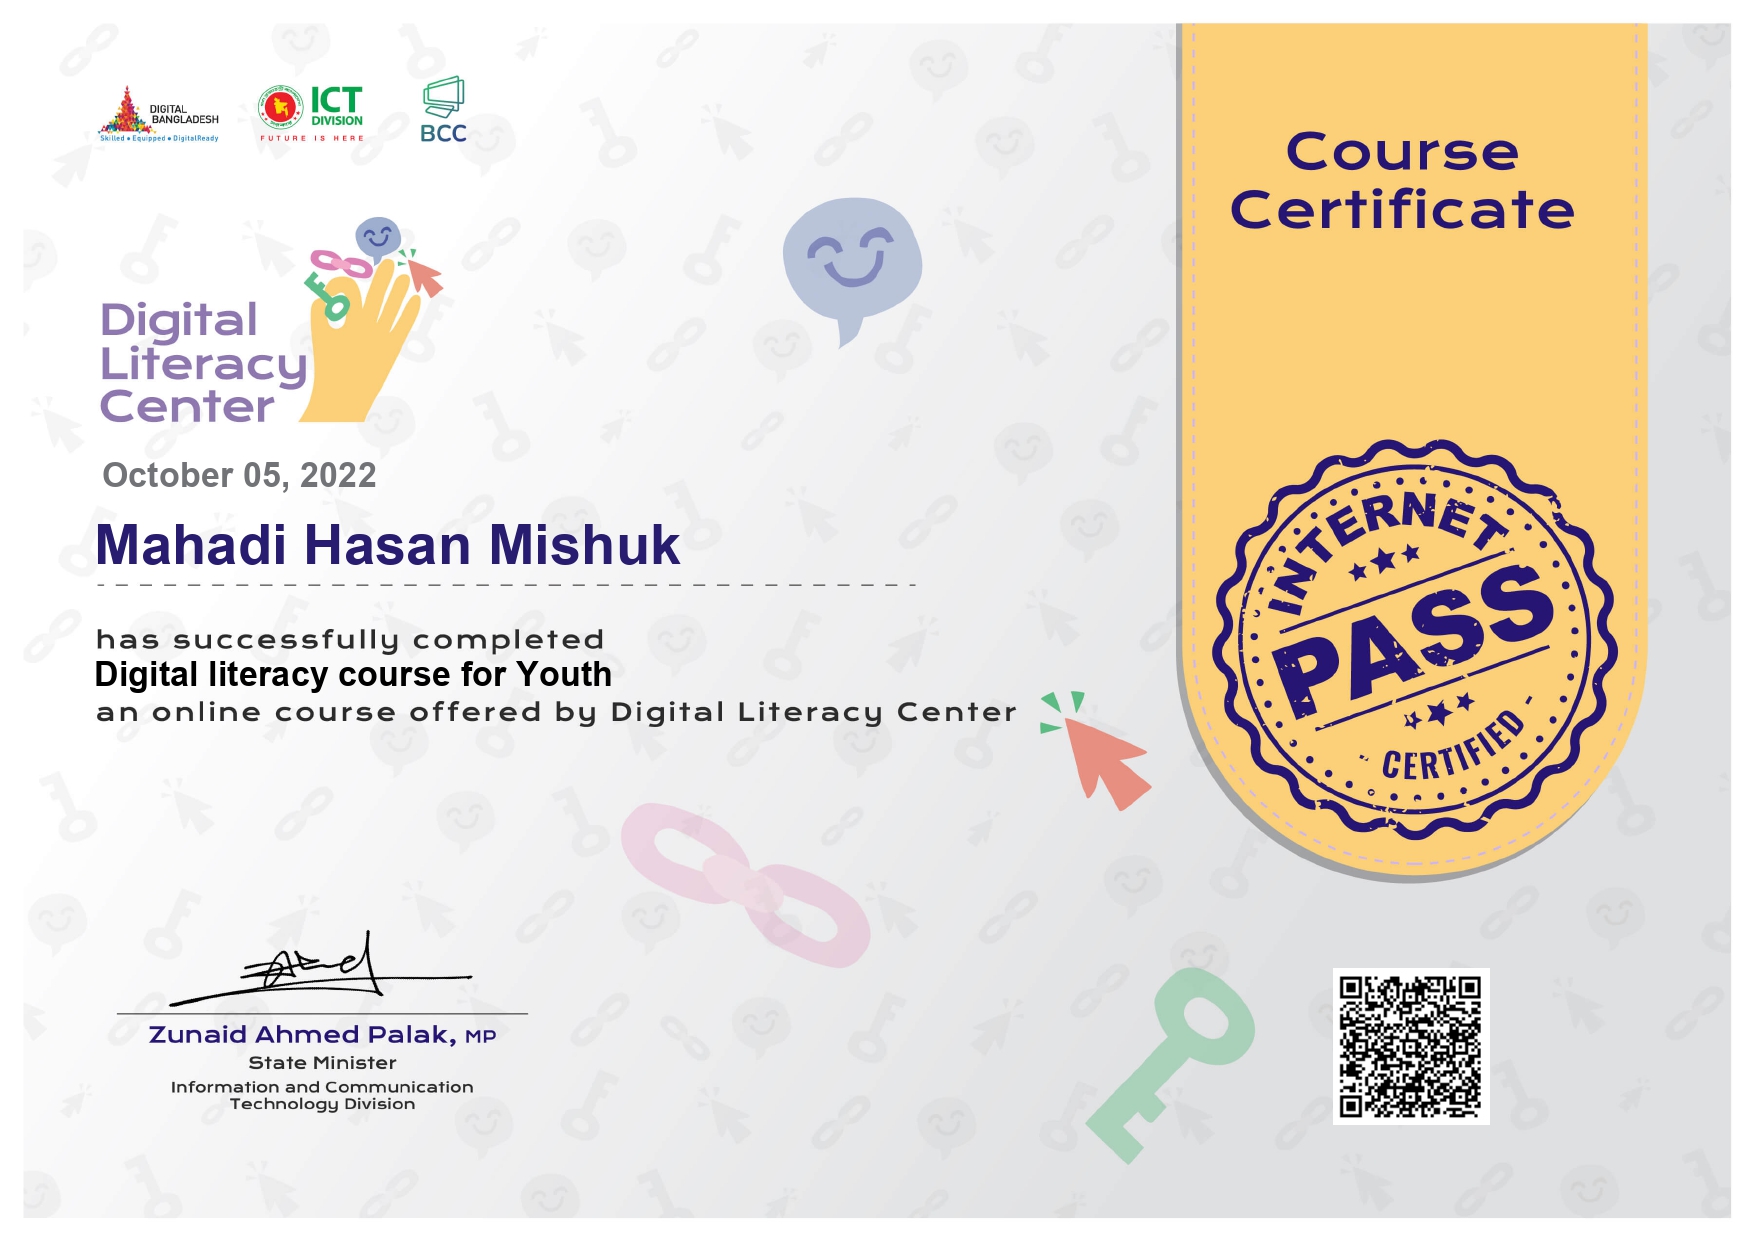 DIGITAL
BANGLADESH
Skilled • Equipped • DigitalReady
ICT
DIVISION
FUTURE IS HERE
BCC
Course
Certificate
Digital
Literacy
Center
October 05, 2022
Mahadi Hasan Mishuk
has successfully completed
Digital literacy course for Youth
an online course offered by Digital Literacy Center
INTERNET
PASS
CERTIFIED
Zunaid Ahmed Palak, MP
State Minister
Information and Communication
Technology Division